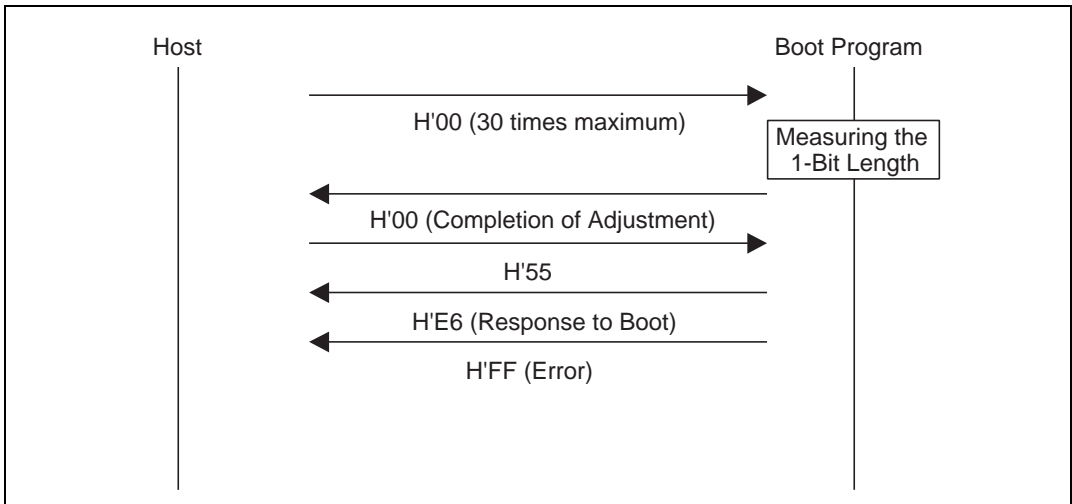 Host
Boot Program
H'00 (30 times maximum)
Measuring the
1-Bit Length
H'00 (Completion of Adjustment)
H'55
H'E6 (Response to Boot)
H'FF (Error)